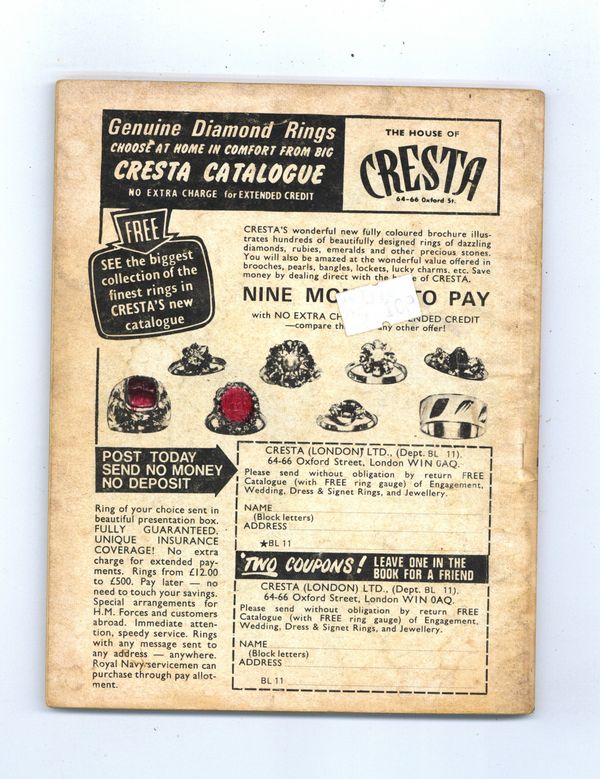 Genuine Diamond Rings
CHOOSE AT HOME IN COMFORT FROM BIG
CRESTA CATALOGUE
NO EXTRA CHARGE for EXTENDED CREDIT
THE HOUSE OF
CRESTA
64-66 Oxford St.
FREE
SEE the biggest
collection of the
finest rings in
CRESTA'S new
catalogue
CRESTA'S wonderful new fully coloured brochure illus-
trates hundreds of beautifully designed rings of dazzling
diamonds, rubies, emeralds and other precious stones.
You will also be amazed at the wonderful value offered in
brooches, pearls, bangles, lockets, lucky charms, etc. Save
money by dealing direct with the of CRESTA.
NINE TO PAY
with NO EXTRA CREDIT
—compare any other offer!
POST TODAY
SEND NO MONEY
NO DEPOSIT
Ring of your choice sent in
beautiful presentation box.
FULLY GUARANTEED.
UNIQUE INSURANCE
COVERAGE! No extra
charge for extended pay-
ments. Rings from £12.00
to £500. Pay later — no
need to touch your savings.
Special arrangements for
H.M. Forces and customers
abroad. Immediate atten-
tion, speedy service. Rings
with any message sent to
any address — anywhere.
Royal Navy servicemen can
purchase through pay allot-
ment.
CRESTA (LONDON) LTD., (Dept. BL 11).
64-66 Oxford Street, London WIN 0AQ.
Please send without obligation by return FREE
Catalogue (with FREE ring gauge) of Engagement,
Wedding, Dress & Signet Rings, and Jewellery.
NAME
(Block letters)
ADDRESS
★BL 11
TWO COUPONS! LEAVE ONE IN THE
BOOK FOR A FRIEND
CRESTA (LONDON) LTD., (Dept. BL 11).
64-66 Oxford Street, London WIN 0AQ.
Please send without obligation by return FREE
Catalogue (with FREE ring gauge) of Engagement,
Wedding, Dress & Signet Rings, and Jewellery.
NAME
(Block letters)
ADDRESS
BL 11